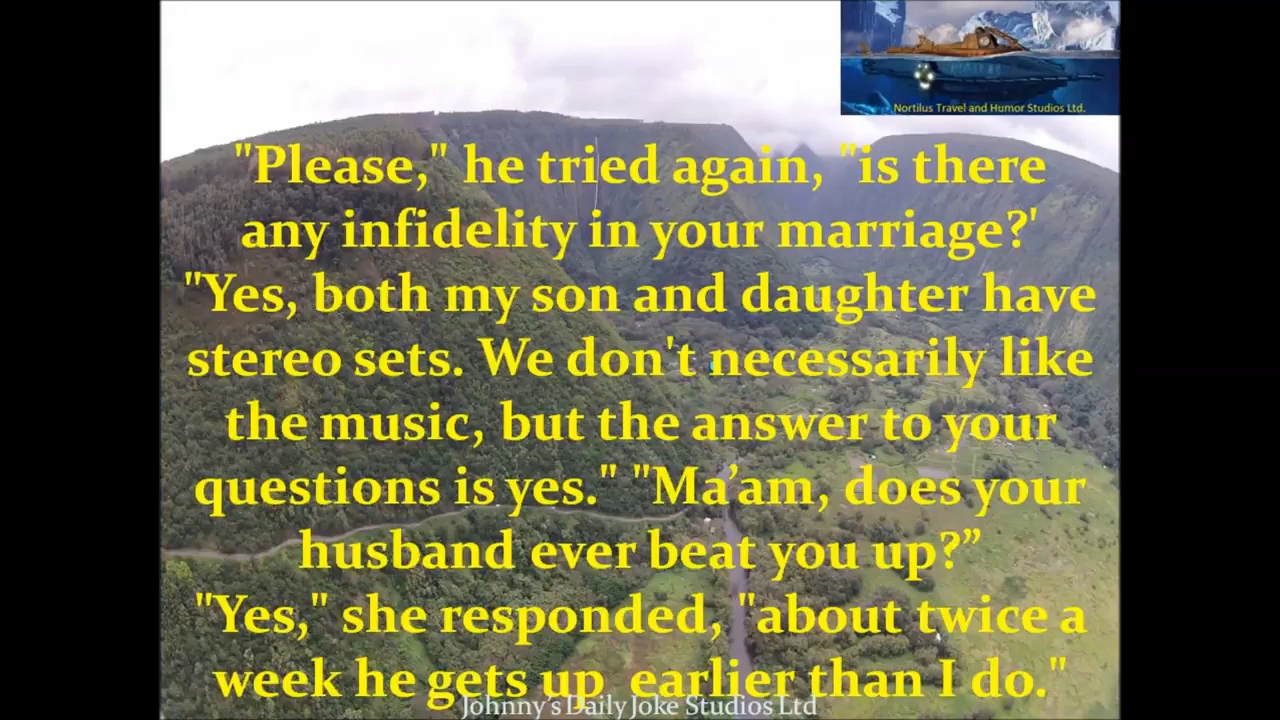 Nortilus Travel and Humor Studios Ltd.
"Please," he tried again, "is there
any infidelity in your marriage?'
"Yes, both my son and daughter have
stereo sets. We don't necessarily like
the music, but the answer to your
questions is yes." "Ma’am, does your
husband ever beat you up?”
"Yes," she responded, "about twice a
week he gets up  earlier than I do."
Johnny’s Daily Joke Studios Ltd